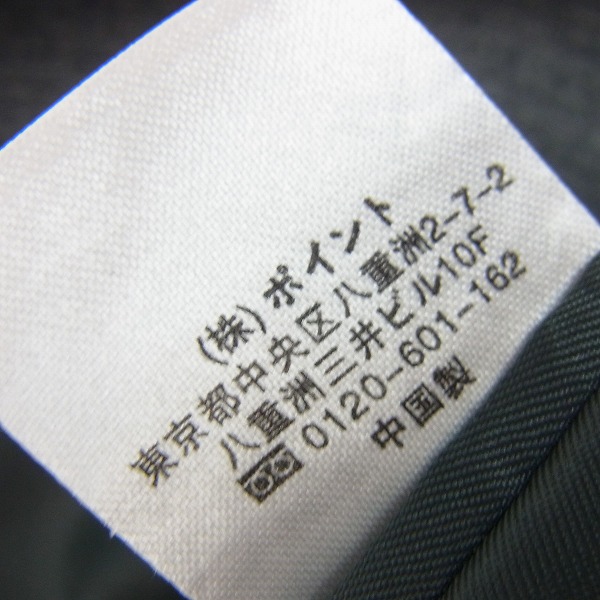 (株)ポイント
東京都中央区八重洲2-7-2
八重洲三井ビル10F
0120-601-162
中国製